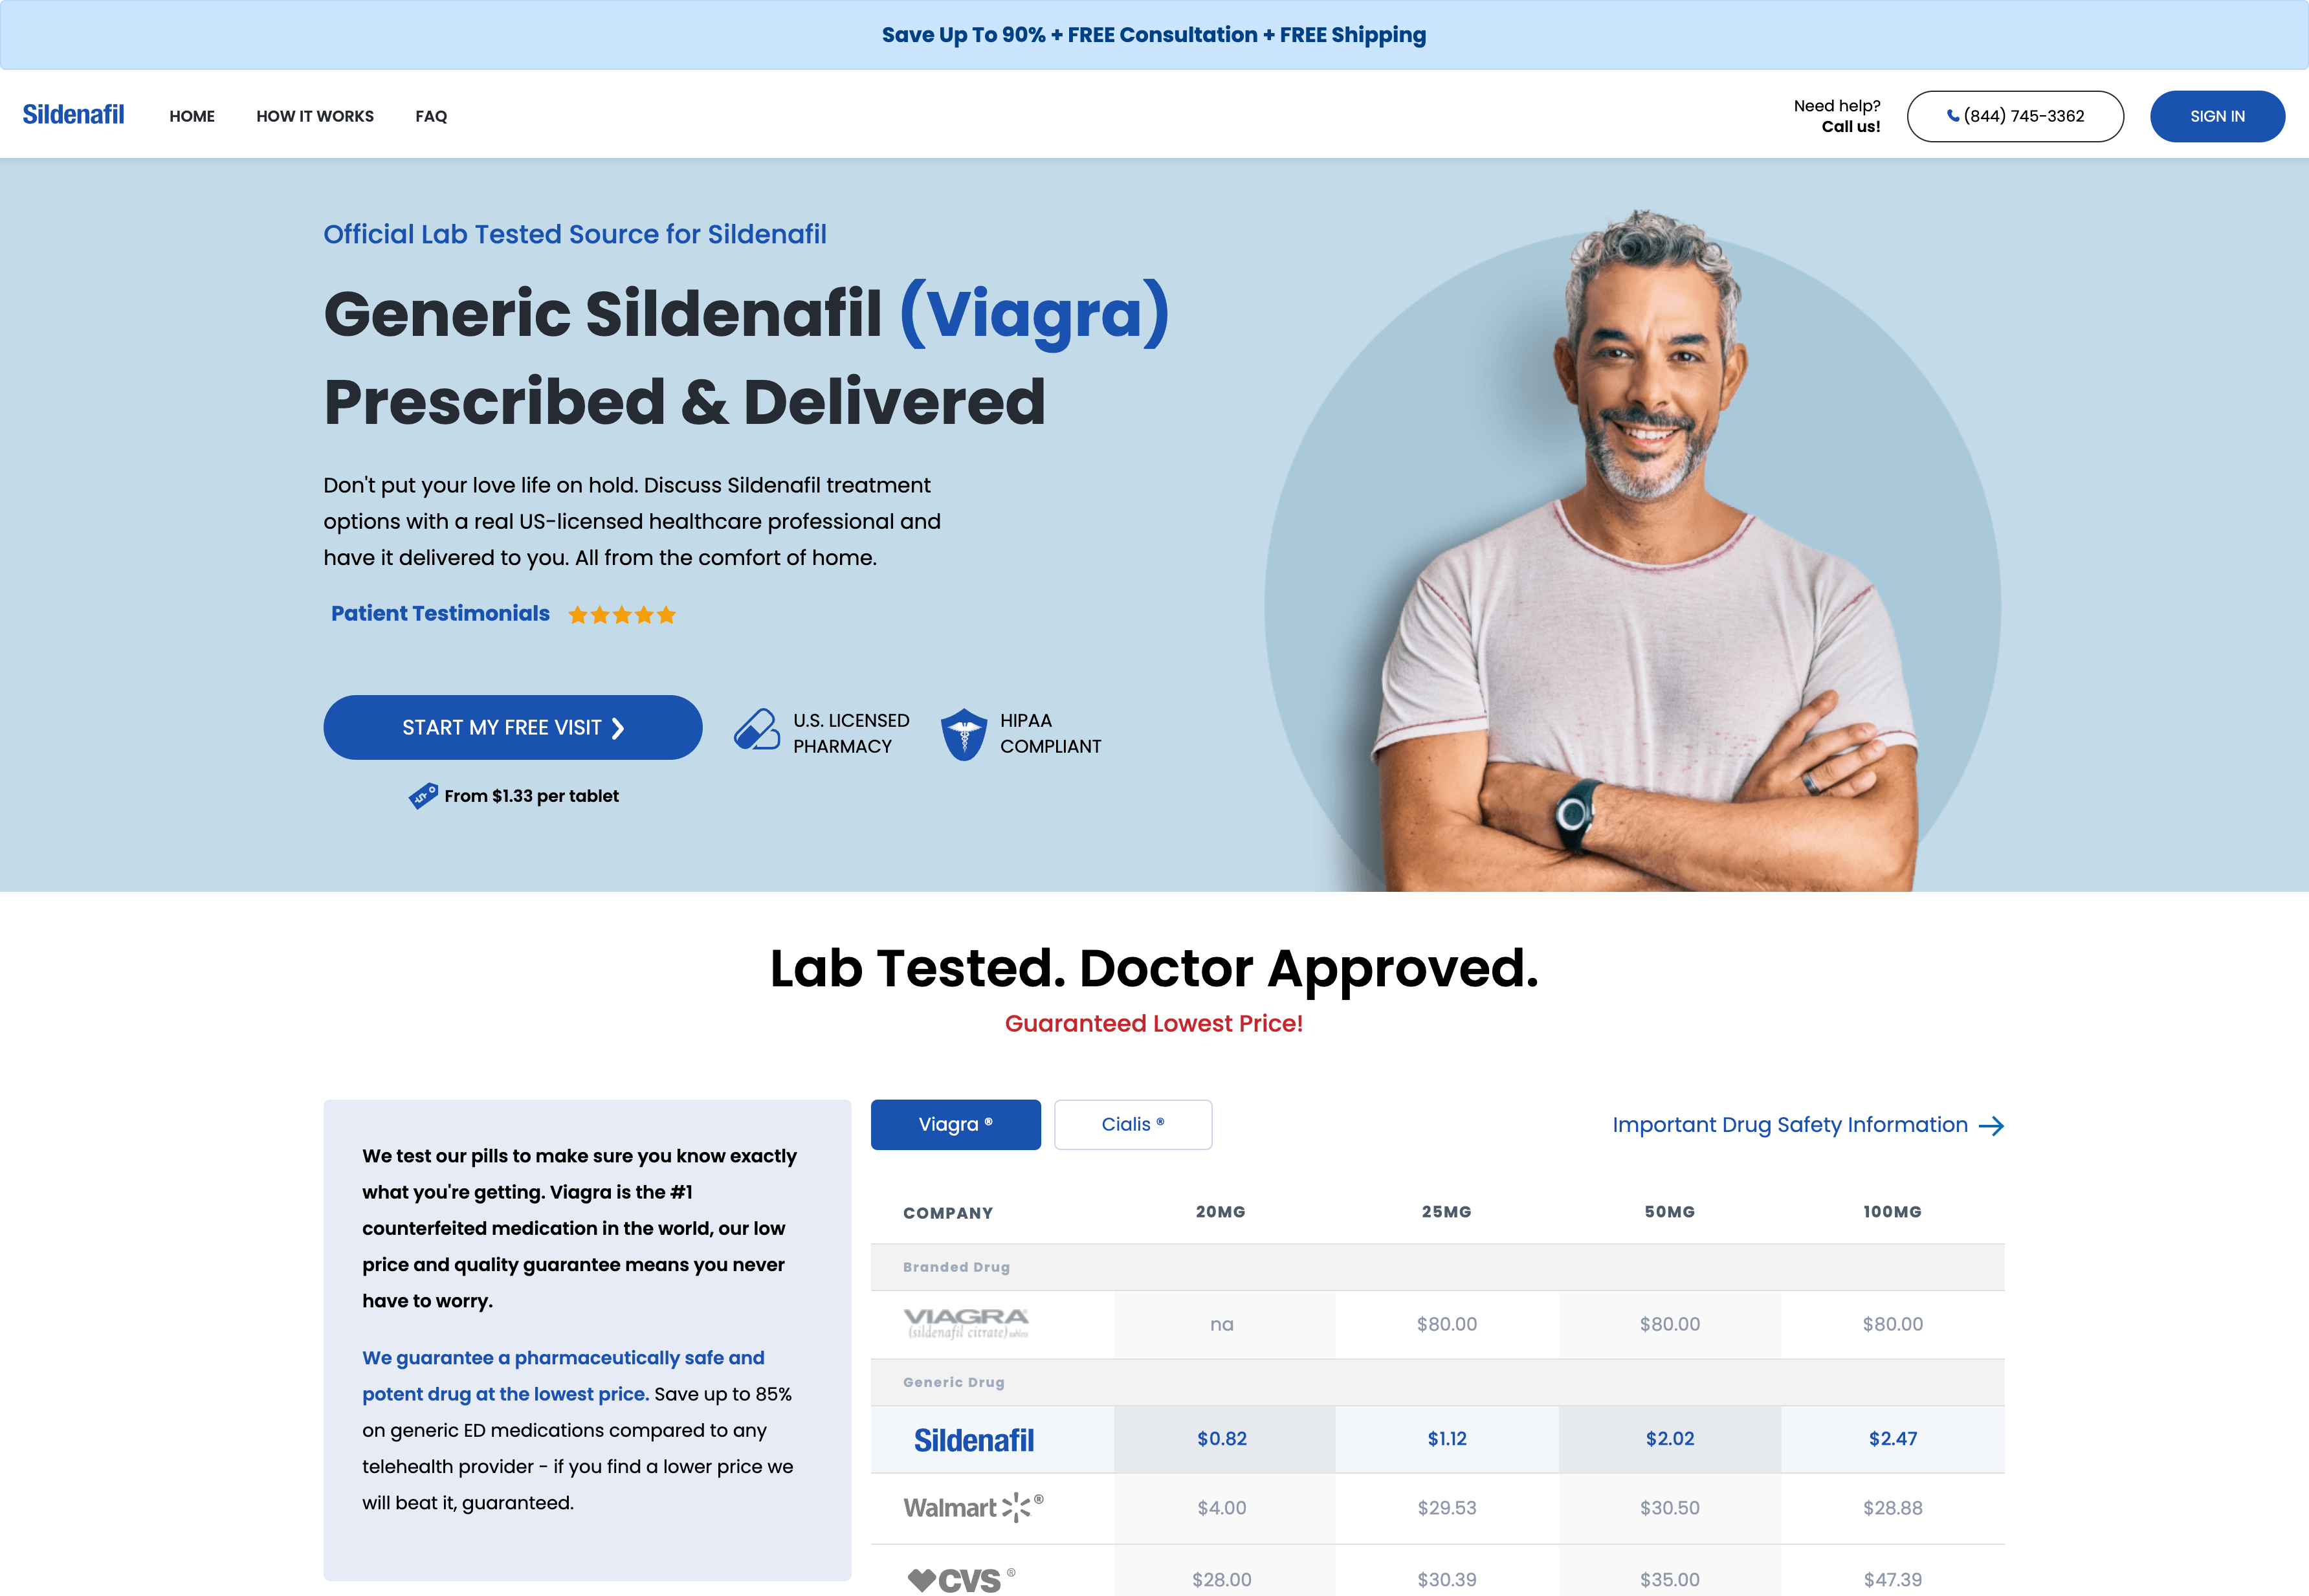 Save Up To 90% + FREE Consultation + FREE Shipping
Sildenafil HOME HOW IT WORKS FAQ
Need help?
Call us!
(844) 745-3362
SIGN IN
Official Lab Tested Source for Sildenafil
Generic Sildenafil (Viagra)
Prescribed & Delivered
Don't put your love life on hold. Discuss Sildenafil treatment
options with a real US-licensed healthcare professional and
have it delivered to you. All from the comfort of home.
Patient Testimonials
START MY FREE VISIT
U.S. LICENSED
PHARMACY
HIPAA
COMPLIANT
From $1.33 per tablet
Lab Tested. Doctor Approved.
Guaranteed Lowest Price!
We test our pills to make sure you know exactly
what you're getting. Viagra is the #1
counterfeited medication in the world, our low
price and quality guarantee means you never
have to worry.
We guarantee a pharmaceutically safe and
potent drug at the lowest price. Save up to 85%
on generic ED medications compared to any
telehealth provider - if you find a lower price we
will beat it, guaranteed.
Viagra ® Cialis ® Important Drug Safety Information
COMPANY 20MG 25MG 50MG 100MG
Branded Drug
VIAGRA na $80.00 $80.00 $80.00
(sildenafil citrate) tablets
Generic Drug
Sildenafil $0.82 $1.12 $2.02 $2.47
Walmart ® $4.00 $29.53 $30.50 $28.88
CVS ® $28.00 $30.39 $35.00 $47.39